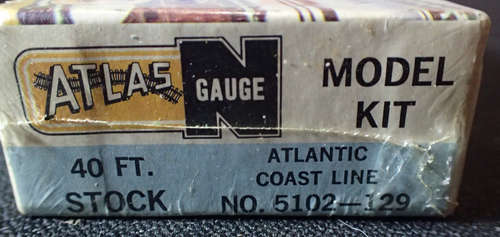 ATLAS
N
GAUGE
MODEL
KIT
40 FT.
STOCK
ATLANTIC
COAST LINE
NO. 5102-129